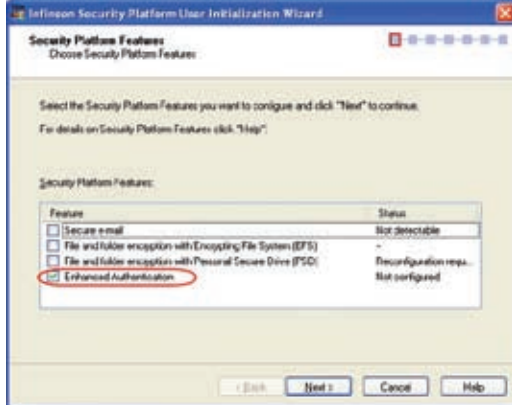 Infineon Security Platform User Initialization Wizard
Security Platform Features
Choose Security Platform Features
Select the Security Platform Features you want to configure and click "Next" to continue.
For details on Security Platform Features click "Help".
Security Platform Features:
Feature Status
Secure e-mail Not detectable
File and folder encryption with Encrypting File System (EFS) -
File and folder encryption with Personal Secure Drive (PSD) Reconfiguration requ...
Enhanced Authentication Not configured
< Back Next > Cancel Help